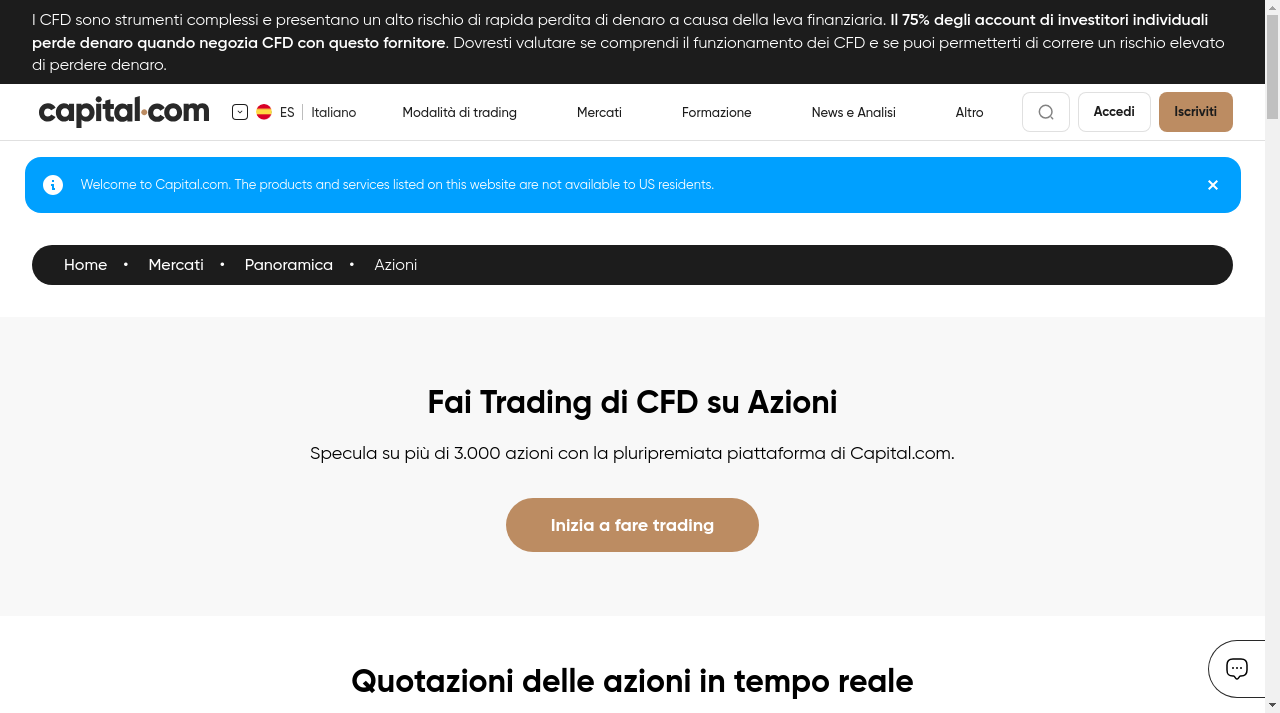 I CFD sono strumenti complessi e presentano un alto rischio di rapida perdita di denaro a causa della leva finanziaria. Il 75% degli account di investitori individuali
perde denaro quando negozia CFD con questo fornitore. Dovresti valutare se comprendi il funzionamento dei CFD e se puoi permetterti di correre un rischio elevato
di perdere denaro.
capital.com ES Italiano Modalità di trading Mercati Formazione News e Analisi Altro Accedi Iscriviti
Welcome to Capital.com. The products and services listed on this website are not available to US residents.
Home • Mercati • Panoramica • Azioni
Fai Trading di CFD su Azioni
Specula su più di 3.000 azioni con la pluripremiata piattaforma di Capital.com.
Inizia a fare trading
Quotazioni delle azioni in tempo reale